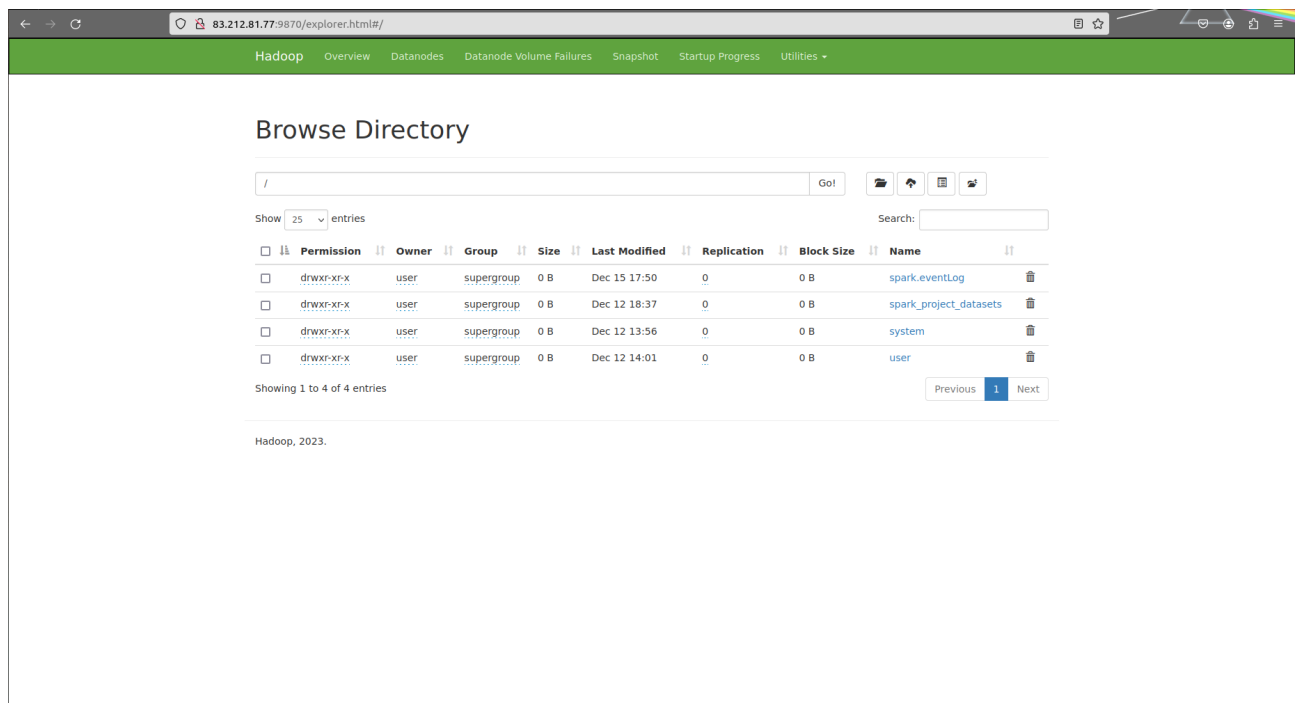 83.212.81.77:9870/explorer.html#/
Hadoop Overview Datanodes Datanode Volume Failures Snapshot Startup Progress Utilities
Browse Directory
/ Go!
Show 25 entries Search:
Permission Owner Group Size Last Modified Replication Block Size Name
drwxr-xr-x user supergroup 0 B Dec 15 17:50 0 0 B spark.eventLog
drwxr-xr-x user supergroup 0 B Dec 12 18:37 0 0 B spark_project_datasets
drwxr-xr-x user supergroup 0 B Dec 12 13:56 0 0 B system
drwxr-xr-x user supergroup 0 B Dec 12 14:01 0 0 B user
Showing 1 to 4 of 4 entries Previous 1 Next
Hadoop, 2023.